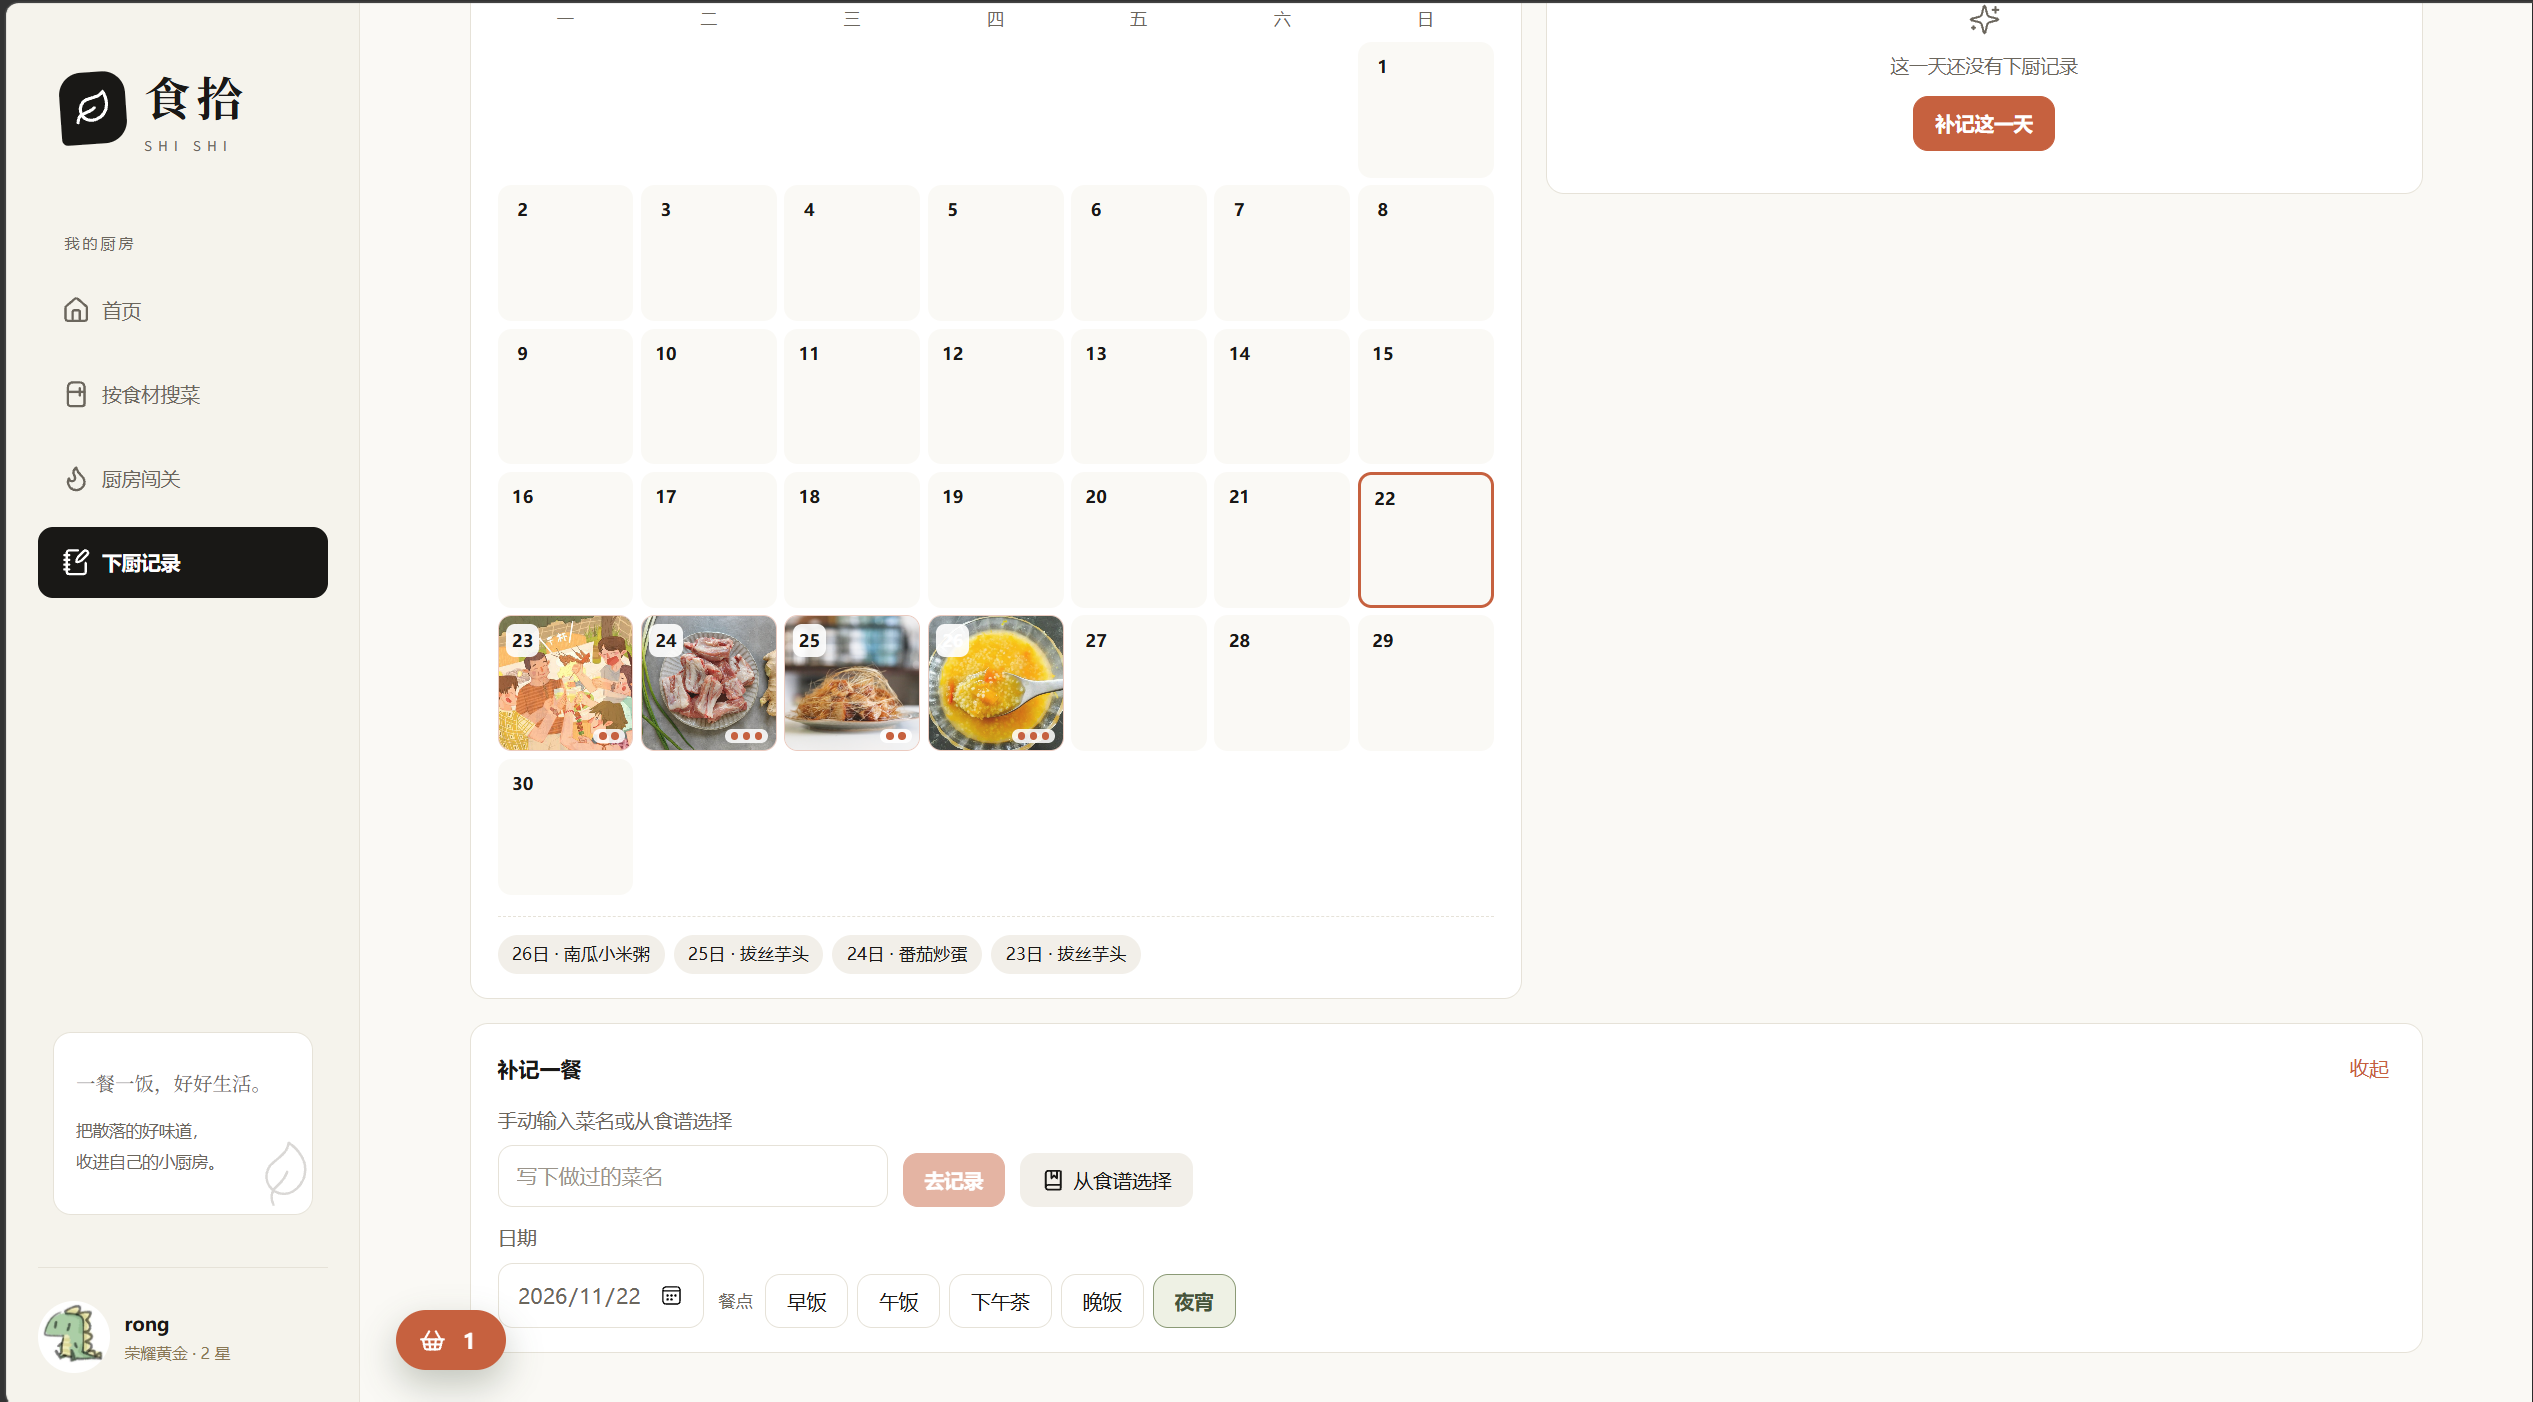 食拾
SHI SHI
我的厨房
首页
按食材搜菜
厨房闯关
下厨记录
一餐一饭，好好生活。
把散落的好味道，
收进自己的小厨房。
rong
荣耀黄金 · 2 星
一 二 三 四 五 六 日
1
2 3 4 5 6 7 8
9 10 11 12 13 14 15
16 17 18 19 20 21 22
23 24 25 26 27 28 29
30
26日 · 南瓜小米粥 25日 · 拔丝芋头 24日 · 番茄炒蛋 23日 · 拔丝芋头
这一天还没有下厨记录
补记这一天
补记一餐 收起
手动输入菜名或从食谱选择
写下做过的菜名 去记录 从食谱选择
日期
2026/11/22 餐点 早饭 午饭 下午茶 晚饭 夜宵
1